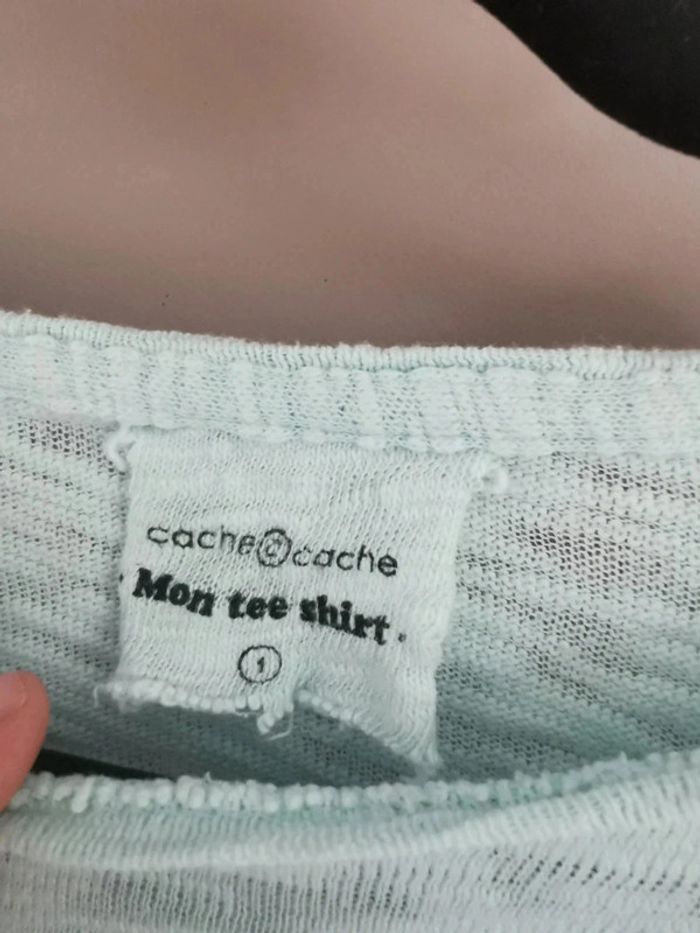 cache@cache
Mon tee shirt.
1